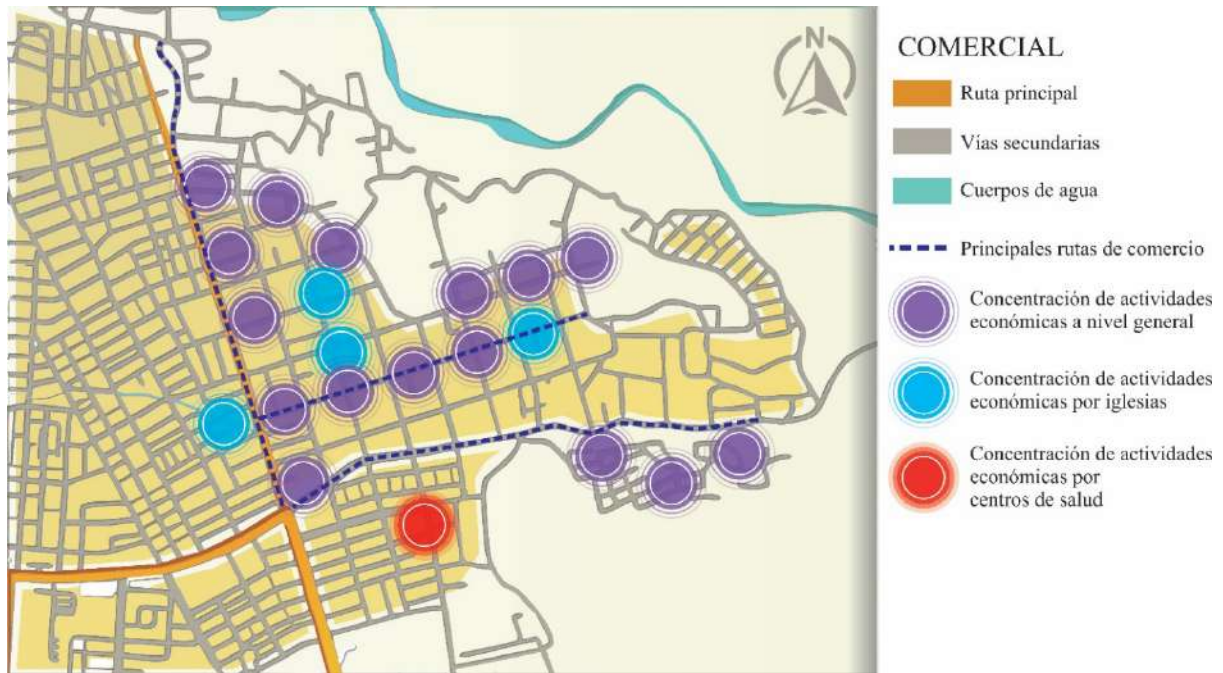 N
COMERCIAL
Ruta principal
Vías secundarias
Cuerpos de agua
Principales rutas de comercio
Concentración de actividades
económicas a nivel general
Concentración de actividades
económicas por iglesias
Concentración de actividades
económicas por
centros de salud